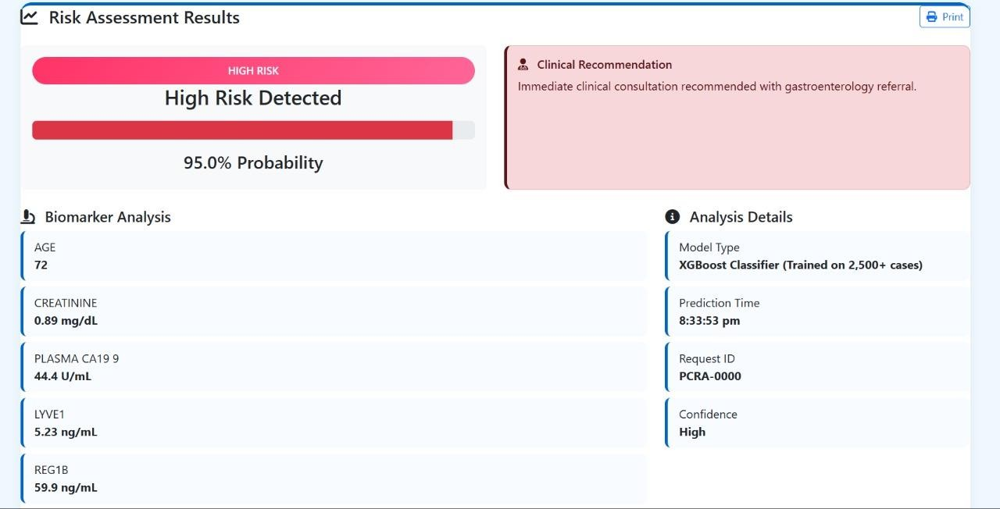 Risk Assessment Results
Print
HIGH RISK
High Risk Detected
95.0% Probability
Clinical Recommendation
Immediate clinical consultation recommended with gastroenterology referral.
Biomarker Analysis
AGE
72
CREATININE
0.89 mg/dL
PLASMA CA19 9
44.4 U/mL
LYVE1
5.23 ng/mL
REG1B
59.9 ng/mL
Analysis Details
Model Type
XGBoost Classifier (Trained on 2,500+ cases)
Prediction Time
8:33:53 pm
Request ID
PCRA-0000
Confidence
High